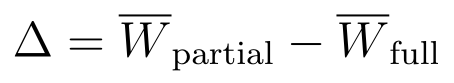 Δ = W̅_partial − W̅_full